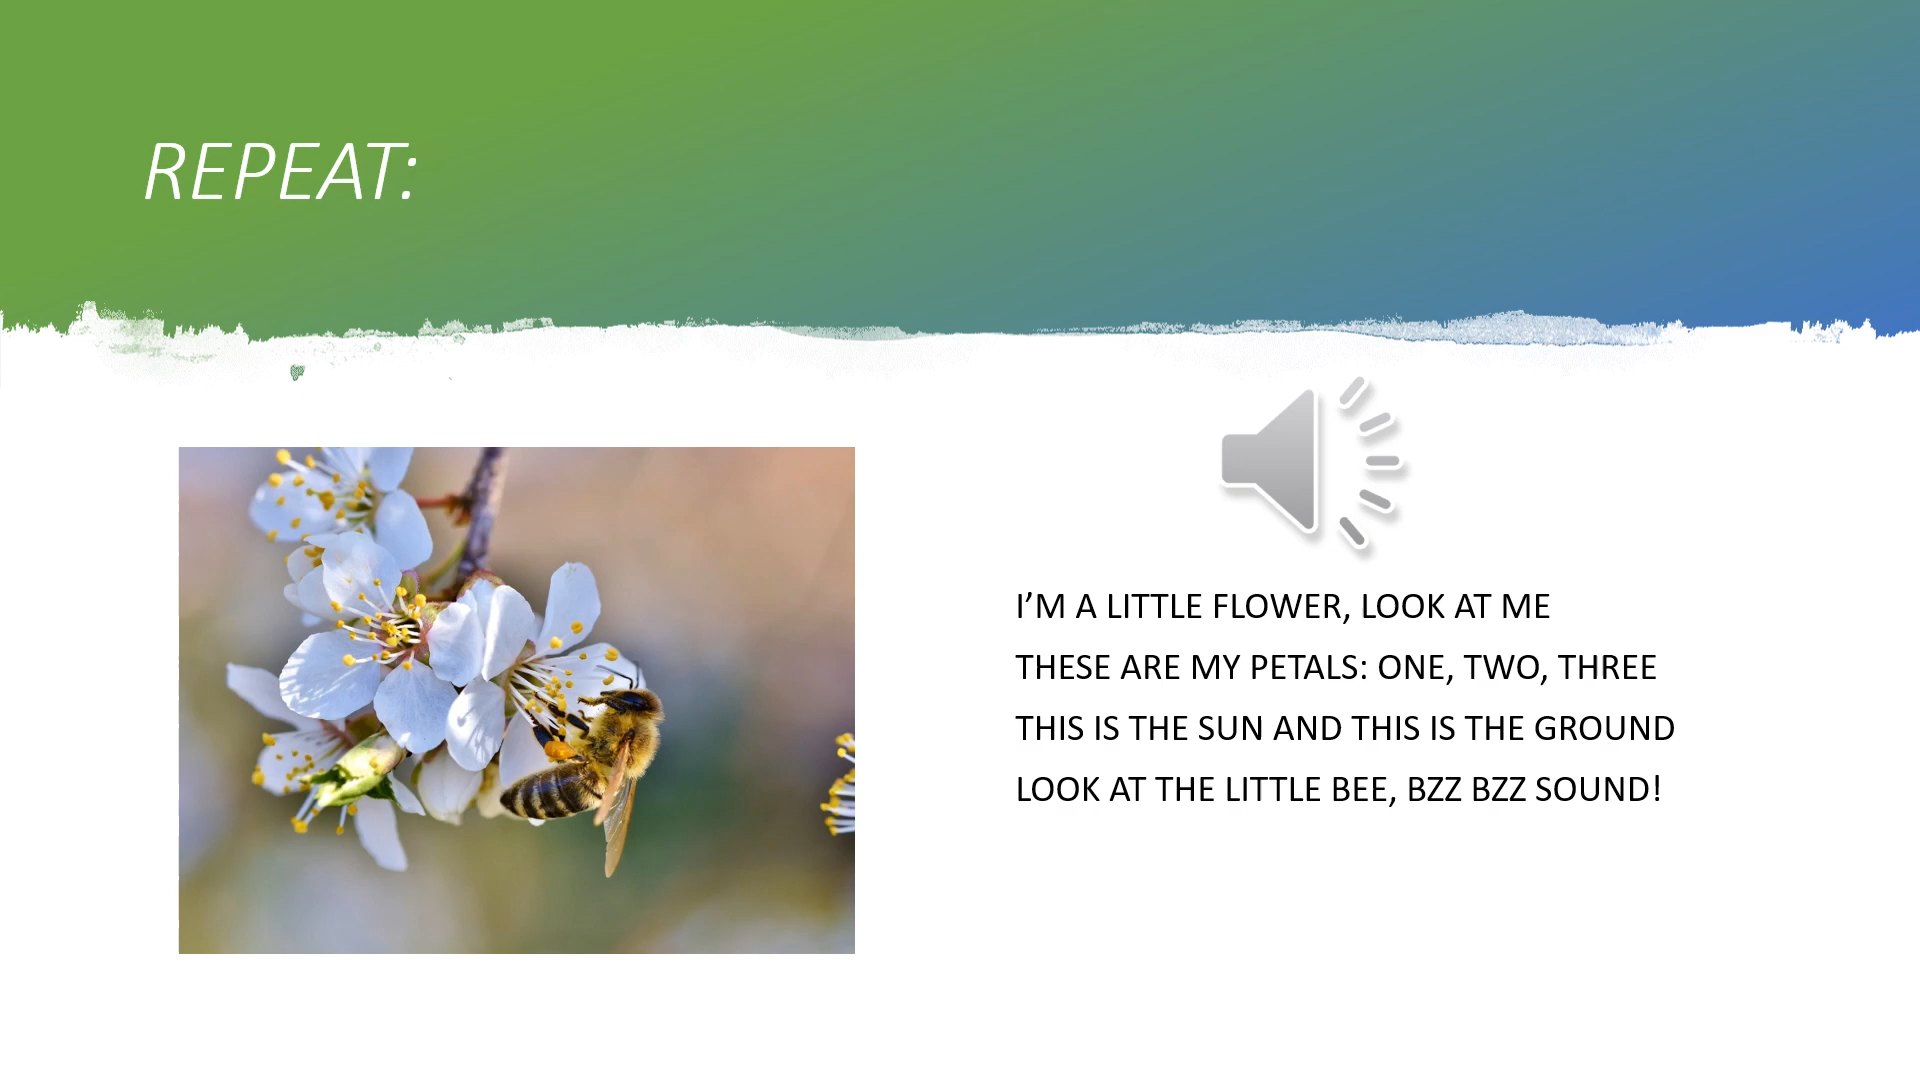 REPEAT:
I’M A LITTLE FLOWER, LOOK AT ME
THESE ARE MY PETALS: ONE, TWO, THREE
THIS IS THE SUN AND THIS IS THE GROUND
LOOK AT THE LITTLE BEE, BZZ BZZ SOUND!